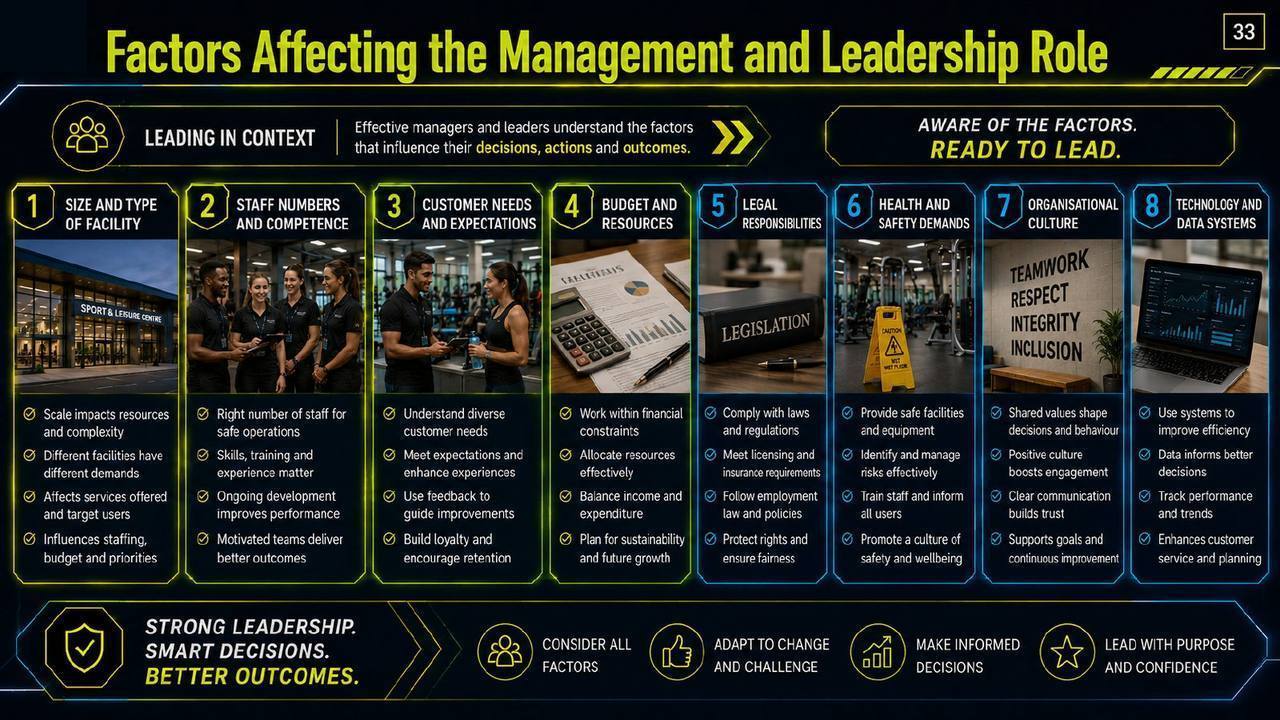 33
Factors Affecting the Management and Leadership Role
LEADING IN CONTEXT
Effective managers and leaders understand the factors
that influence their decisions, actions and outcomes.
AWARE OF THE FACTORS.
READY TO LEAD.
1
SIZE AND TYPE
OF FACILITY
SPORT & LEISURE CENTRE
Scale impacts resources
and complexity
Different facilities have
different demands
Affects services offered
and target users
Influences staffing,
budget and priorities
2
STAFF NUMBERS
AND COMPETENCE
Right number of staff for
safe operations
Skills, training and
experience matter
Ongoing development
improves performance
Motivated teams deliver
better outcomes
3
CUSTOMER NEEDS
AND EXPECTATIONS
Understand diverse
customer needs
Meet expectations and
enhance experiences
Use feedback to
guide improvements
Build loyalty and
encourage retention
4
BUDGET AND
RESOURCES
Work within financial
constraints
Allocate resources
effectively
Balance income and
expenditure
Plan for sustainability
and future growth
5
LEGAL
RESPONSIBILITIES
LEGISLATION
Comply with laws
and regulations
Meet licensing and
insurance requirements
Follow employment
law and policies
Protect rights and
ensure fairness
6
HEALTH AND
SAFETY DEMANDS
CAUTION
Provide safe facilities
and equipment
Identify and manage
risks effectively
Train staff and inform
all users
Promote a culture of
safety and wellbeing
7
ORGANISATIONAL
CULTURE
TEAMWORK
RESPECT
INTEGRITY
INCLUSION
Shared values shape
decisions and behaviour
Positive culture
boosts engagement
Clear communication
builds trust
Supports goals and
continuous improvement
8
TECHNOLOGY AND
DATA SYSTEMS
Use systems to
improve efficiency
Data informs better
decisions
Track performance
and trends
Enhances customer
service and planning
STRONG LEADERSHIP.
SMART DECISIONS.
BETTER OUTCOMES.
CONSIDER ALL
FACTORS
ADAPT TO CHANGE
AND CHALLENGE
MAKE INFORMED
DECISIONS
LEAD WITH PURPOSE
AND CONFIDENCE